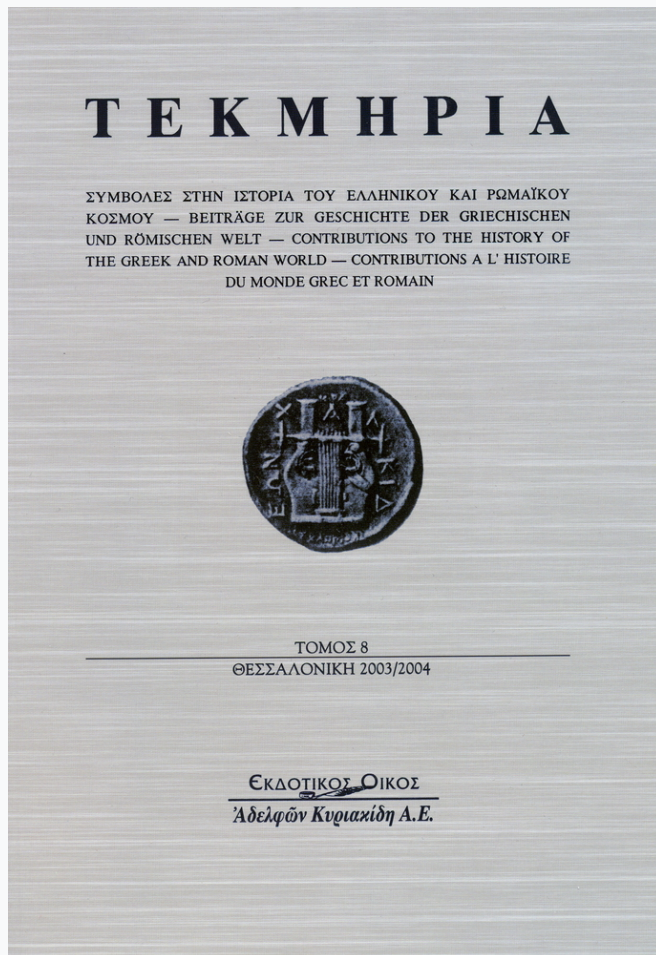 ΤΕΚΜΗΡΙΑ
ΣΥΜΒΟΛΕΣ ΣΤΗΝ ΙΣΤΟΡΙΑ ΤΟΥ ΕΛΛΗΝΙΚΟΥ ΚΑΙ ΡΩΜΑΪΚΟΥ
ΚΟΣΜΟΥ — BEITRÄGE ZUR GESCHICHTE DER GRIECHISCHEN
UND RÖMISCHEN WELT — CONTRIBUTIONS TO THE HISTORY OF
THE GREEK AND ROMAN WORLD — CONTRIBUTIONS A L' HISTOIRE
DU MONDE GREC ET ROMAIN
ΧΑΛΚΙΔ
ΕΩΝ
ΤΟΜΟΣ 8
ΘΕΣΣΑΛΟΝΙΚΗ 2003/2004
ΕΚΔΟΤΙΚΟΣ ΟΙΚΟΣ
Ἀδελφῶν Κυριακίδη Α.Ε.